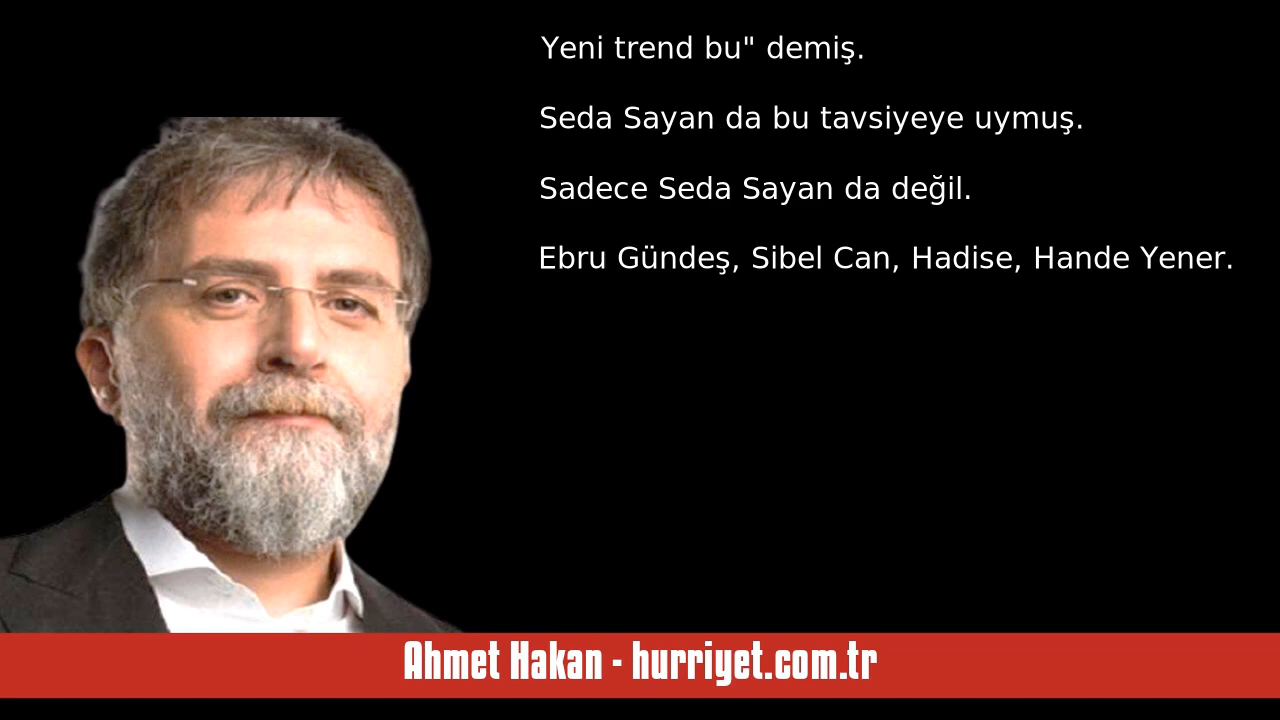 Yeni trend bu" demiş.
Seda Sayan da bu tavsiyeye uymuş.
Sadece Seda Sayan da değil.
Ebru Gündeş, Sibel Can, Hadise, Hande Yener.
Ahmet Hakan - hurriyet.com.tr